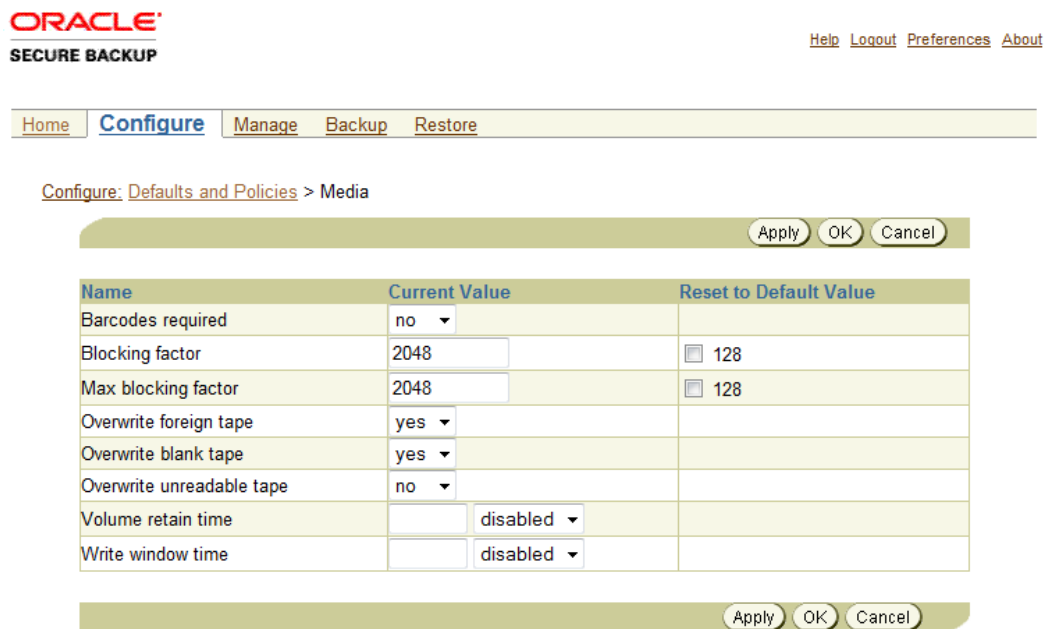 ORACLE
SECURE BACKUP
Help Logout Preferences About
Home Configure Manage Backup Restore
Configure: Defaults and Policies > Media
Apply OK Cancel
Name Current Value Reset to Default Value
Barcodes required no
Blocking factor 2048 128
Max blocking factor 2048 128
Overwrite foreign tape yes
Overwrite blank tape yes
Overwrite unreadable tape no
Volume retain time disabled
Write window time disabled
Apply OK Cancel